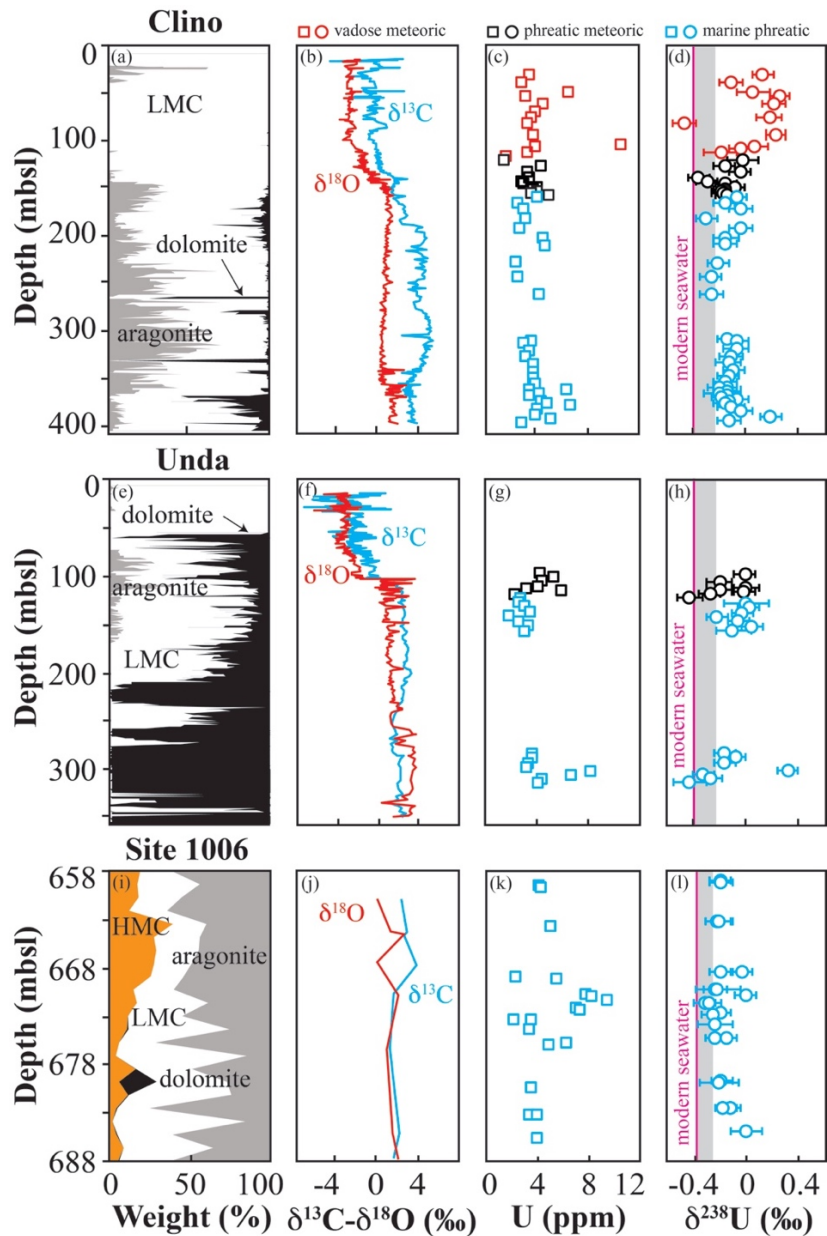 Clino
vadose meteoric
phreatic meteoric
marine phreatic
0
100
200
300
400
Depth (mbsl)
(a)
LMC
dolomite
aragonite
(b)
δ13C
δ18O
(c)
(d)
modern seawater
Unda
0
100
200
300
Depth (mbsl)
(e)
dolomite
aragonite
LMC
(f)
δ13C
δ18O
(g)
(h)
modern seawater
Site 1006
658
668
678
688
Depth (mbsl)
(i)
HMC
aragonite
LMC
dolomite
(j)
δ18O
δ13C
(k)
(l)
modern seawater
0 50 100
-4 0 4
0 4 8 12
-0.4 0 0.4
Weight (%)
δ13C-δ18O (‰)
U (ppm)
δ238U (‰)